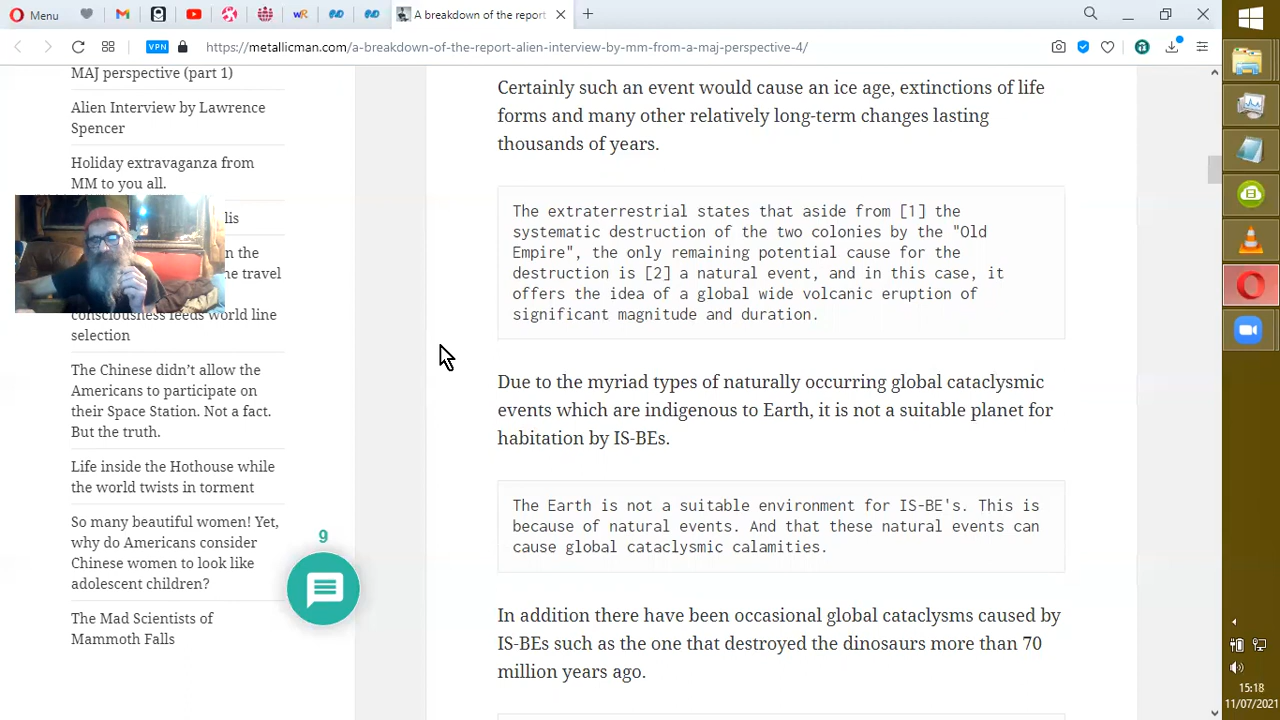 Menu
A breakdown of the report
https://metallicman.com/a-breakdown-of-the-report-alien-interview-by-mm-from-a-maj-perspective-4/
VPN
MAJ perspective (part 1)
Alien Interview by Lawrence
Spencer
Holiday extravaganza from
MM to you all.
lis
n the
ne travel
consciousness feeds world line
selection
The Chinese didn’t allow the
Americans to participate on
their Space Station. Not a fact.
But the truth.
Life inside the Hothouse while
the world twists in torment
So many beautiful women! Yet,
why do Americans consider
Chinese women to look like
adolescent children?
The Mad Scientists of
Mammoth Falls
9
Certainly such an event would cause an ice age, extinctions of life
forms and many other relatively long-term changes lasting
thousands of years.
The extraterrestrial states that aside from [1] the
systematic destruction of the two colonies by the "Old
Empire", the only remaining potential cause for the
destruction is [2] a natural event, and in this case, it
offers the idea of a global wide volcanic eruption of
significant magnitude and duration.
Due to the myriad types of naturally occurring global cataclysmic
events which are indigenous to Earth, it is not a suitable planet for
habitation by IS-BEs.
The Earth is not a suitable environment for IS-BE's. This is
because of natural events. And that these natural events can
cause global cataclysmic calamities.
In addition there have been occasional global cataclysms caused by
IS-BEs such as the one that destroyed the dinosaurs more than 70
million years ago.
15:18
11/07/2021